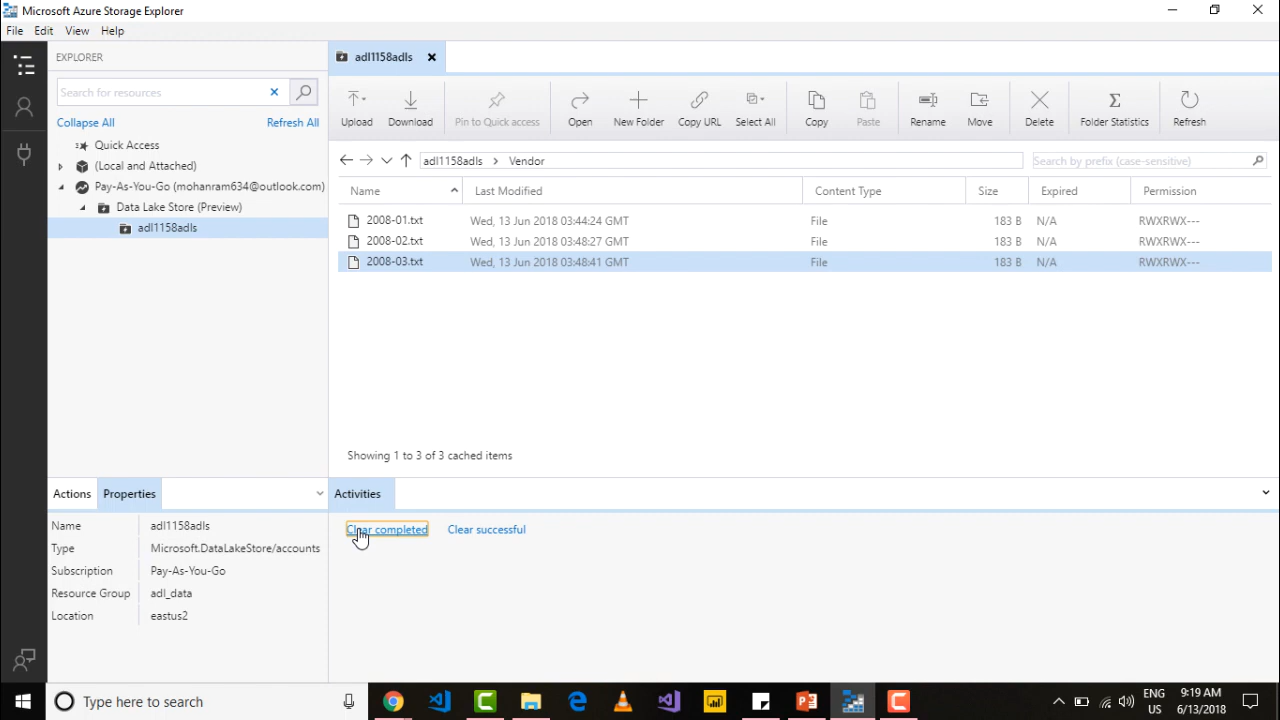 Microsoft Azure Storage Explorer
File Edit View Help
EXPLORER
Search for resources
Collapse All Refresh All
Quick Access
(Local and Attached)
Pay-As-You-Go (mohanram634@outlook.com)
Data Lake Store (Preview)
adl1158adls
adl1158adls
Upload Download Pin to Quick access Open New Folder Copy URL Select All Copy Paste Rename Move Delete Folder Statistics Refresh
adl1158adls Vendor Search by prefix (case-sensitive)
Name Last Modified Content Type Size Expired Permission
2008-01.txt Wed, 13 Jun 2018 03:44:24 GMT File 183 B N/A RWXRWX---
2008-02.txt Wed, 13 Jun 2018 03:48:27 GMT File 183 B N/A RWXRWX---
2008-03.txt Wed, 13 Jun 2018 03:48:41 GMT File 183 B N/A RWXRWX---
Showing 1 to 3 of 3 cached items
Actions Properties
Name adl1158adls
Type Microsoft.DataLakeStore/accounts
Subscription Pay-As-You-Go
Resource Group adl_data
Location eastus2
Activities
Clear completed Clear successful
Type here to search
ENG 9:19 AM
US 6/13/2018